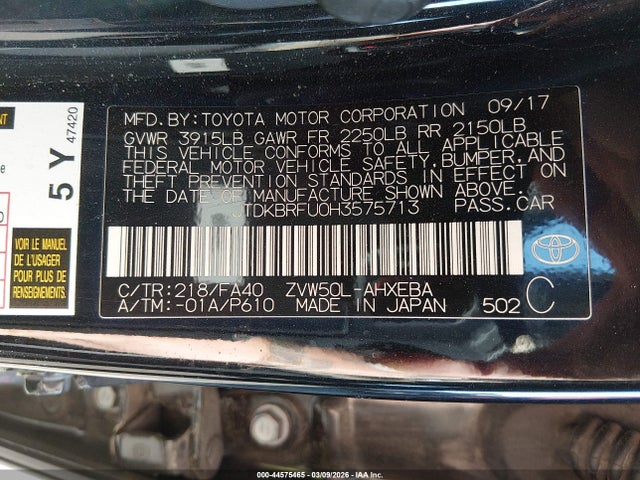 MFD.BY:TOYOTA MOTOR CORPORATION 09/17
GVWR 3915LB GAWR FR 2250LB RR 2150LB
THIS VEHICLE CONFORMS TO ALL APPLICABLE
FEDERAL MOTOR VEHICLE SAFETY,BUMPER,AND
THEFT PREVENTION STANDARDS IN EFFECT ON
THE DATE OF MANUFACTURE SHOWN ABOVE.
JTDKBRFU0H3575713 PASS.CAR
C/TR:218/FA40 ZVW50L-AHXEBA
A/TM:-01A/P610 MADE IN JAPAN 502 C
5 Y
47420
VOIR LE MANUEL
DE L'USAGER
POUR PLUS DE
RENSEIGNEMENTS
000-44575465 - 03/09/2026 - IAA Inc.